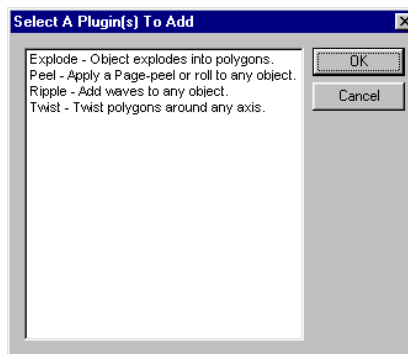 Select A Plugin(s) To Add
Explode - Object explodes into polygons.
Peel - Apply a Page-peel or roll to any object.
Ripple - Add waves to any object.
Twist - Twist polygons around any axis.
OK
Cancel